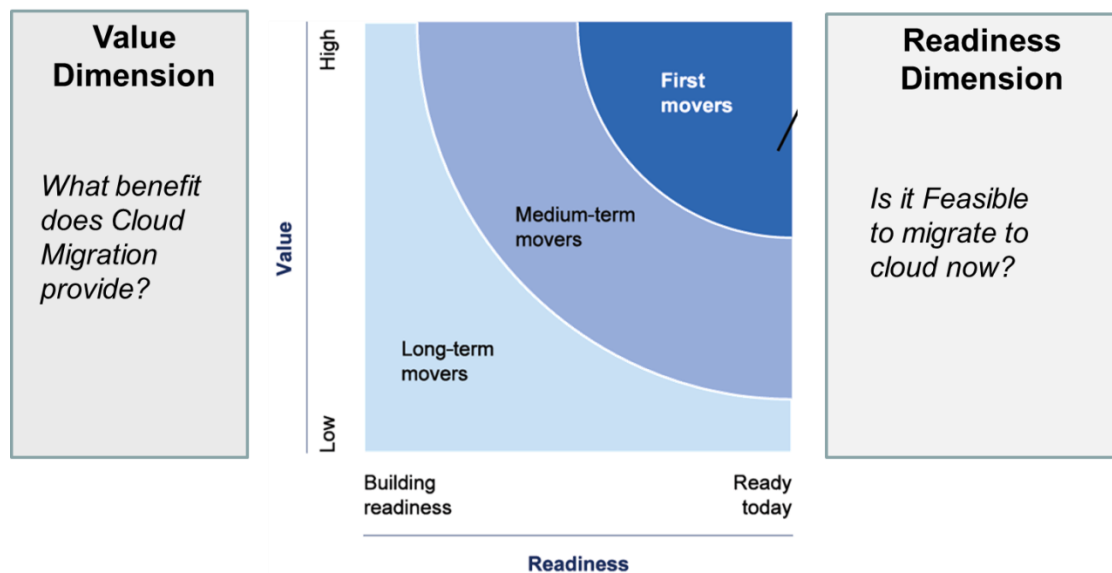 Value
Dimension
What benefit
does Cloud
Migration
provide?
High
Value
Low
First
movers
Medium-term
movers
Long-term
movers
Building
readiness
Ready
today
Readiness
Readiness
Dimension
Is it Feasible
to migrate to
cloud now?